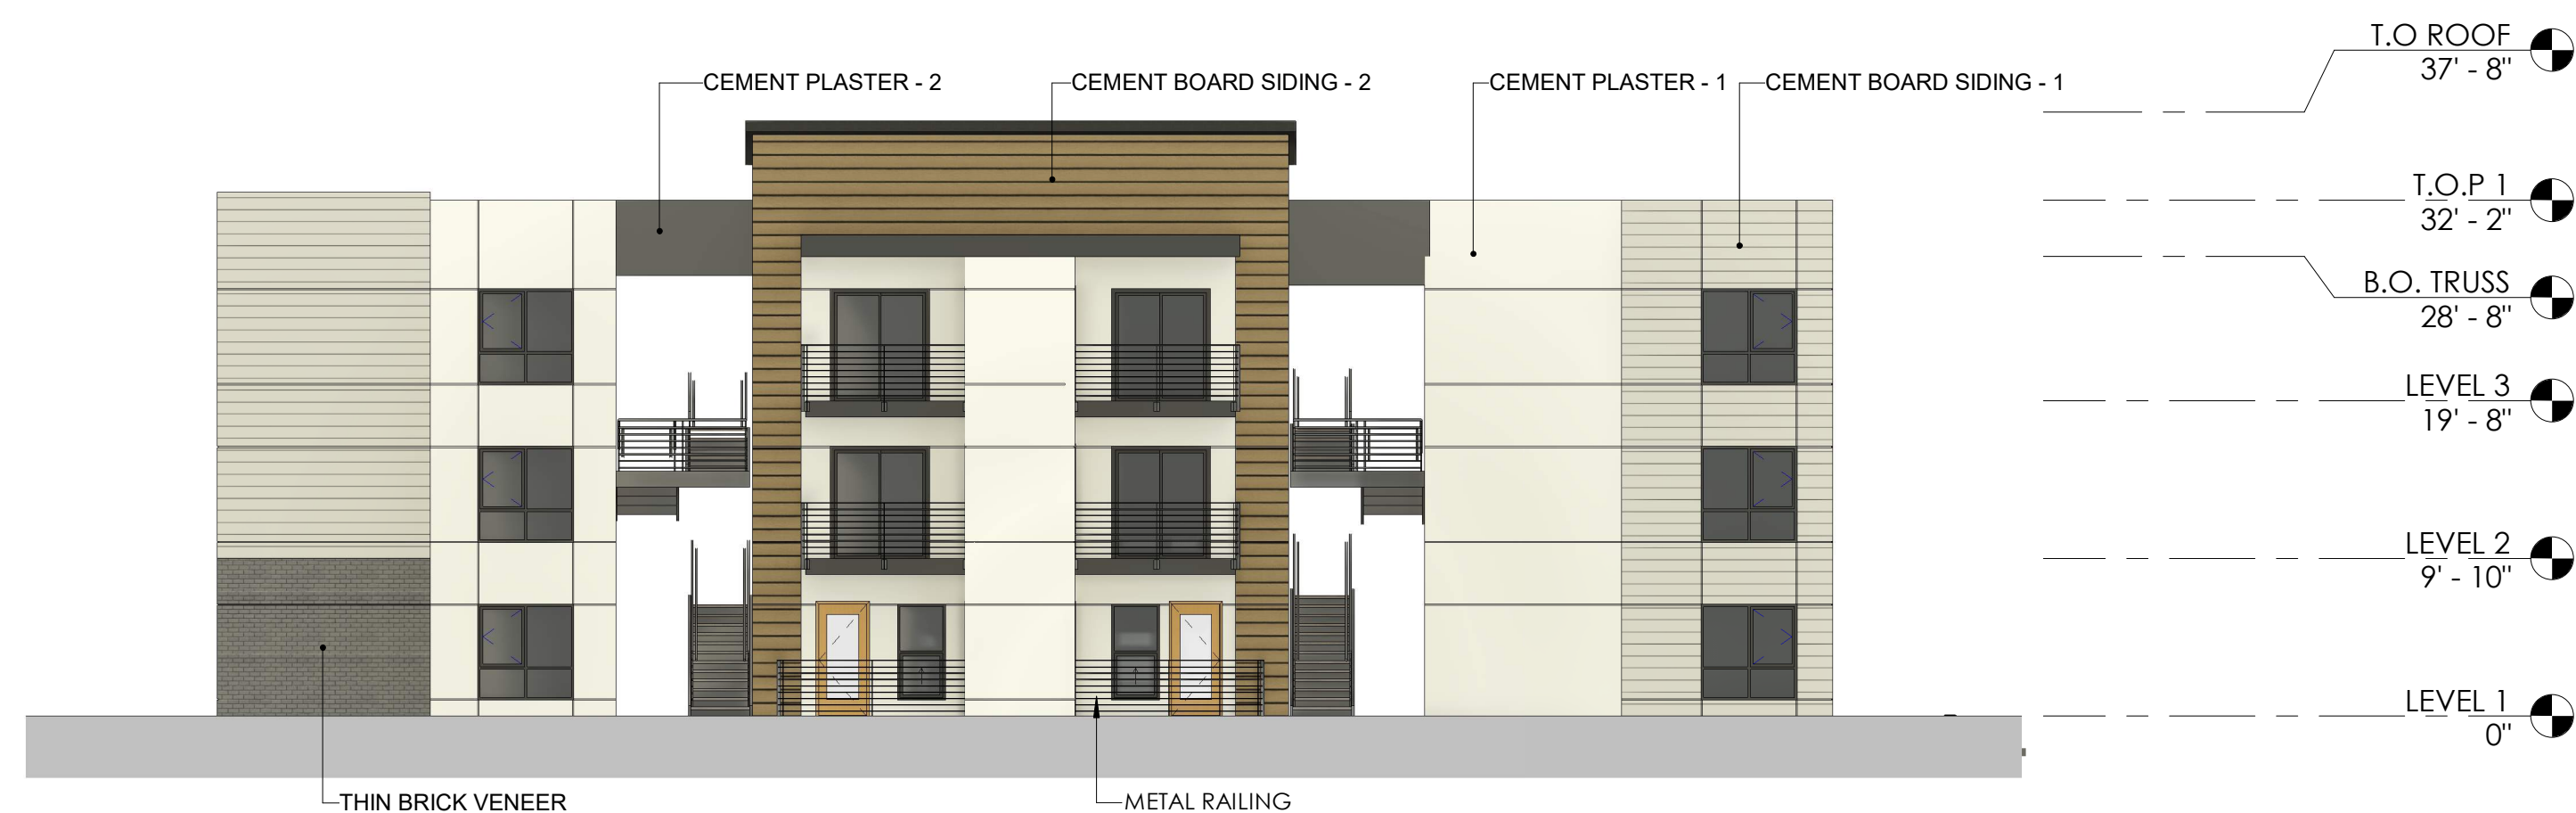 T.O ROOF
37' - 8"
CEMENT PLASTER - 2
CEMENT BOARD SIDING - 2
CEMENT PLASTER - 1
CEMENT BOARD SIDING - 1
T.O.P 1
32' - 2"
B.O. TRUSS
28' - 8"
LEVEL 3
19' - 8"
LEVEL 2
9' - 10"
LEVEL 1
0"
THIN BRICK VENEER
METAL RAILING